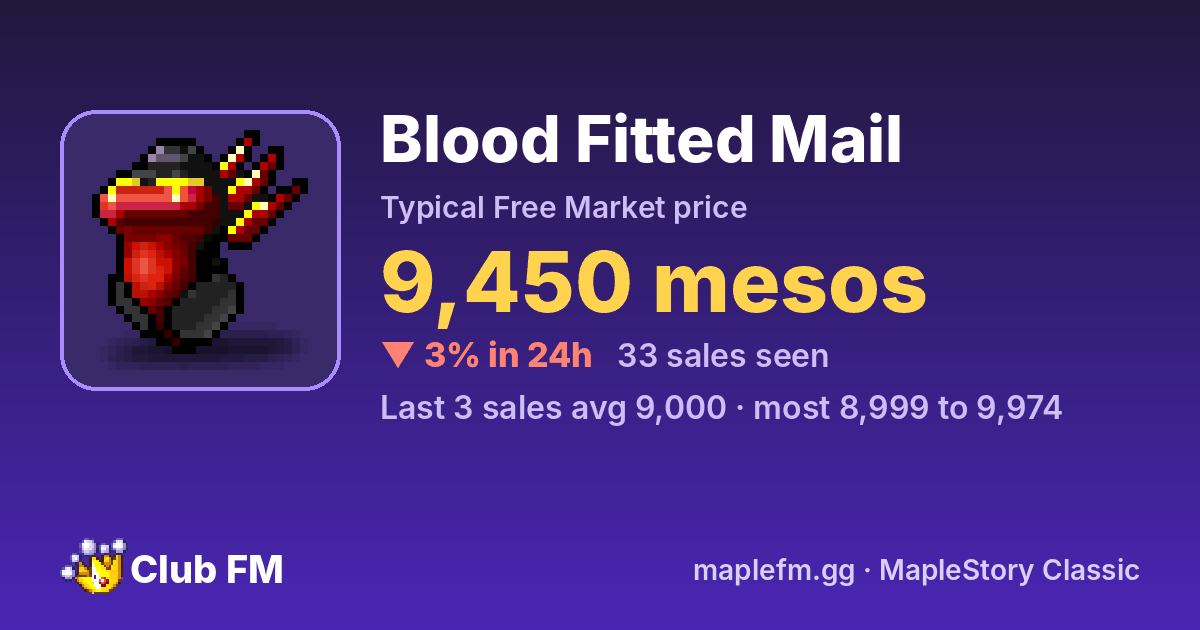 Blood Fitted Mail
Typical Free Market price
9,450 mesos
▼ 3% in 24h 33 sales seen
Last 3 sales avg 9,000 · most 8,999 to 9,974
Club FM
maplefm.gg · MapleStory Classic